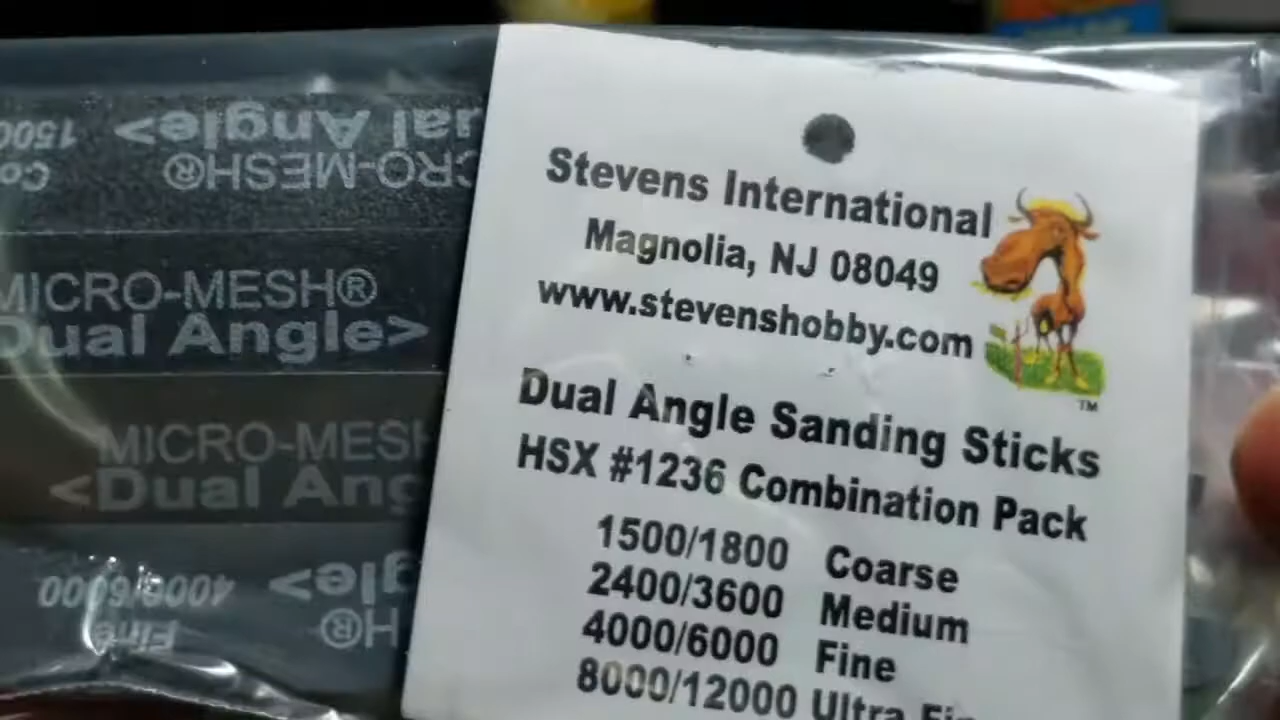 1500
Dual Angle>
MICRO-MESH®
MICRO-MESH®
Dual Angle>
MICRO-MESH
<Dual Ang
4000/6000
Fine
Stevens International
Magnolia, NJ 08049
www.stevenshobby.com
TM
Dual Angle Sanding Sticks
HSX #1236 Combination Pack
1500/1800 Coarse
2400/3600 Medium
4000/6000 Fine
8000/12000 Ultra